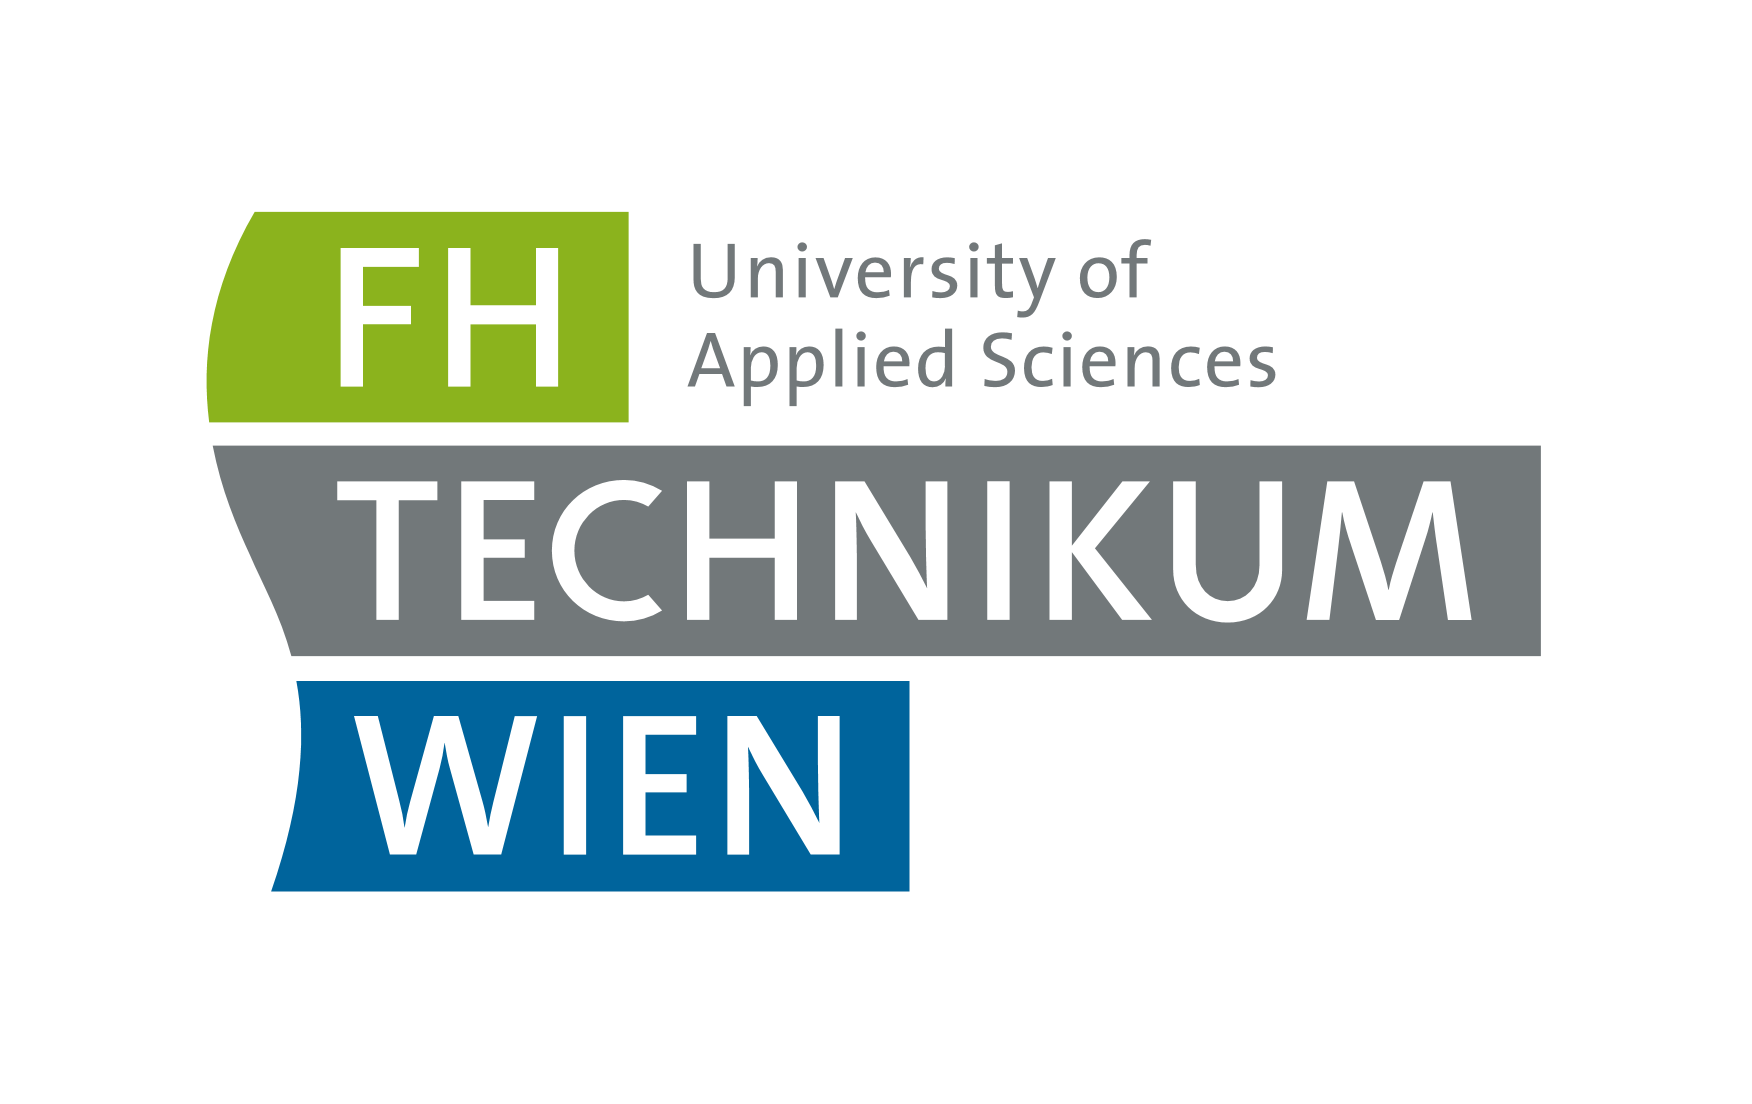 FH
University of
Applied Sciences
TECHNIKUM
WIEN